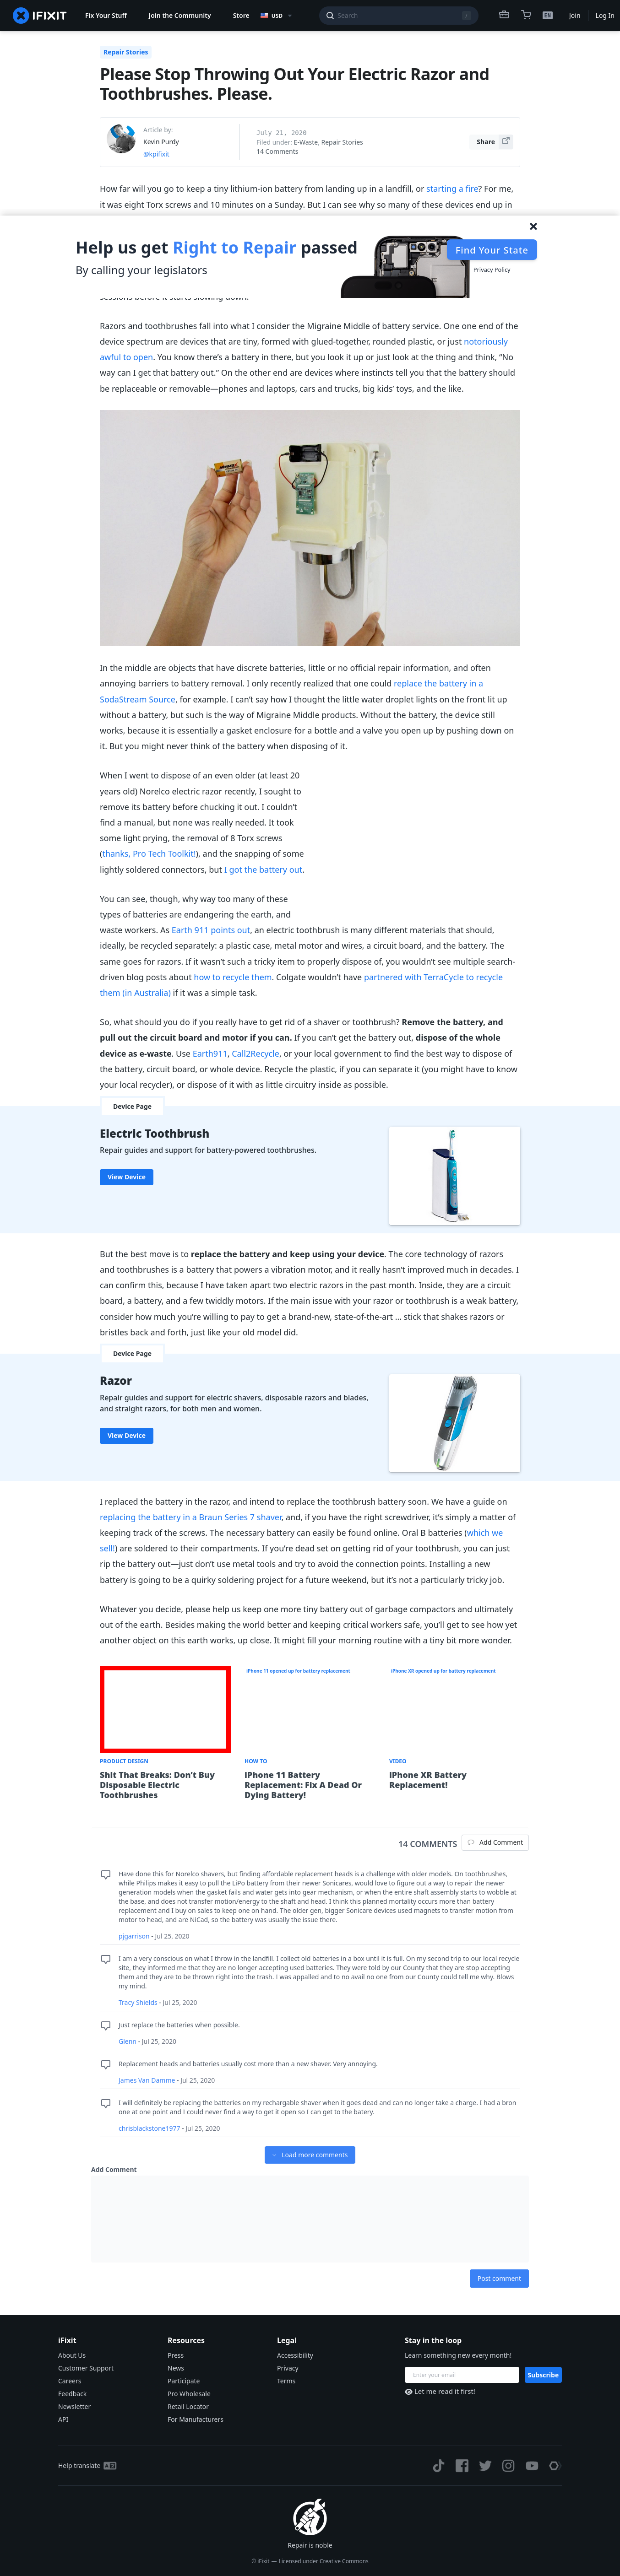 IFIXIT
Fix Your Stuff
Join the Community
Store
USD
Search
/
EN
Join
Log In
Repair Stories
Please Stop Throwing Out Your Electric Razor and
Toothbrushes. Please.
Article by:
Kevin Purdy
@kpifixit
July 21, 2020
Filed under: E-Waste, Repair Stories
14 Comments
Share
How far will you go to keep a tiny lithium-ion battery from landing up in a landfill, or starting a fire? For me,
it was eight Torx screws and 10 minutes on a Sunday. But I can see why so many of these devices end up in
Help us get Right to Repair passed
By calling your legislators
Find Your State
Privacy Policy
sessions before it starts slowing down.
Razors and toothbrushes fall into what I consider the Migraine Middle of battery service. One one end of the
device spectrum are devices that are tiny, formed with glued-together, rounded plastic, or just notoriously
awful to open. You know there’s a battery in there, but you look it up or just look at the thing and think, “No
way can I get that battery out.” On the other end are devices where instincts tell you that the battery should
be replaceable or removable—phones and laptops, cars and trucks, big kids’ toys, and the like.
In the middle are objects that have discrete batteries, little or no official repair information, and often
annoying barriers to battery removal. I only recently realized that one could replace the battery in a
SodaStream Source, for example. I can’t say how I thought the little water droplet lights on the front lit up
without a battery, but such is the way of Migraine Middle products. Without the battery, the device still
works, because it is essentially a gasket enclosure for a bottle and a valve you open up by pushing down on
it. But you might never think of the battery when disposing of it.
When I went to dispose of an even older (at least 20
years old) Norelco electric razor recently, I sought to
remove its battery before chucking it out. I couldn’t
find a manual, but none was really needed. It took
some light prying, the removal of 8 Torx screws
(thanks, Pro Tech Toolkit!), and the snapping of some
lightly soldered connectors, but I got the battery out.
You can see, though, why way too many of these
types of batteries are endangering the earth, and
waste workers. As Earth 911 points out, an electric toothbrush is many different materials that should,
ideally, be recycled separately: a plastic case, metal motor and wires, a circuit board, and the battery. The
same goes for razors. If it wasn’t such a tricky item to properly dispose of, you wouldn’t see multiple search-
driven blog posts about how to recycle them. Colgate wouldn’t have partnered with TerraCycle to recycle
them (in Australia) if it was a simple task.
So, what should you do if you really have to get rid of a shaver or toothbrush? Remove the battery, and
pull out the circuit board and motor if you can. If you can’t get the battery out, dispose of the whole
device as e-waste. Use Earth911, Call2Recycle, or your local government to find the best way to dispose of
the battery, circuit board, or whole device. Recycle the plastic, if you can separate it (you might have to know
your local recycler), or dispose of it with as little circuitry inside as possible.
Device Page
Electric Toothbrush
Repair guides and support for battery-powered toothbrushes.
View Device
But the best move is to replace the battery and keep using your device. The core technology of razors
and toothbrushes is a battery that powers a vibration motor, and it really hasn’t improved much in decades. I
can confirm this, because I have taken apart two electric razors in the past month. Inside, they are a circuit
board, a battery, and a few twiddly motors. If the main issue with your razor or toothbrush is a weak battery,
consider how much you’re willing to pay to get a brand-new, state-of-the-art … stick that shakes razors or
bristles back and forth, just like your old model did.
Device Page
Razor
Repair guides and support for electric shavers, disposable razors and blades,
and straight razors, for both men and women.
View Device
I replaced the battery in the razor, and intend to replace the toothbrush battery soon. We have a guide on
replacing the battery in a Braun Series 7 shaver, and, if you have the right screwdriver, it’s simply a matter of
keeping track of the screws. The necessary battery can easily be found online. Oral B batteries (which we
sell!) are soldered to their compartments. If you’re dead set on getting rid of your toothbrush, you can just
rip the battery out—just don’t use metal tools and try to avoid the connection points. Installing a new
battery is going to be a quirky soldering project for a future weekend, but it’s not a particularly tricky job.
Whatever you decide, please help us keep one more tiny battery out of garbage compactors and ultimately
out of the earth. Besides making the world better and keeping critical workers safe, you’ll get to see how yet
another object on this earth works, up close. It might fill your morning routine with a tiny bit more wonder.
iPhone 11 opened up for battery replacement
iPhone XR opened up for battery replacement
PRODUCT DESIGN
Shit That Breaks: Don’t Buy
Disposable Electric
Toothbrushes
HOW TO
iPhone 11 Battery
Replacement: Fix A Dead Or
Dying Battery!
VIDEO
iPhone XR Battery
Replacement!
14 COMMENTS
Add Comment
Have done this for Norelco shavers, but finding affordable replacement heads is a challenge with older models. On toothbrushes,
while Philips makes it easy to pull the LiPo battery from their newer Sonicares, would love to figure out a way to repair the newer
generation models when the gasket fails and water gets into gear mechanism, or when the entire shaft assembly starts to wobble at
the base, and does not transfer motion/energy to the shaft and head. I think this planned mortality occurs more than battery
replacement and I buy on sales to keep one on hand. The older gen, bigger Sonicare devices used magnets to transfer motion from
motor to head, and are NiCad, so the battery was usually the issue there.
pjgarrison - Jul 25, 2020
I am a very conscious on what I throw in the landfill. I collect old batteries in a box until it is full. On my second trip to our local recycle
site, they informed me that they are no longer accepting used batteries. They were told by our County that they are stop accepting
them and they are to be thrown right into the trash. I was appalled and to no avail no one from our County could tell me why. Blows
my mind.
Tracy Shields - Jul 25, 2020
Just replace the batteries when possible.
Glenn - Jul 25, 2020
Replacement heads and batteries usually cost more than a new shaver. Very annoying.
James Van Damme - Jul 25, 2020
I will definitely be replacing the batteries on my rechargable shaver when it goes dead and can no longer take a charge. I had a bron
one at one point and I could never find a way to get it open so I can get to the batery.
chrisblackstone1977 - Jul 25, 2020
Load more comments
Add Comment
Post comment
iFixit
About Us
Customer Support
Careers
Feedback
Newsletter
API
Resources
Press
News
Participate
Pro Wholesale
Retail Locator
For Manufacturers
Legal
Accessibility
Privacy
Terms
Stay in the loop
Learn something new every month!
Enter your email
Subscribe
Let me read it first!
Help translate
Repair is noble
© iFixit — Licensed under Creative Commons